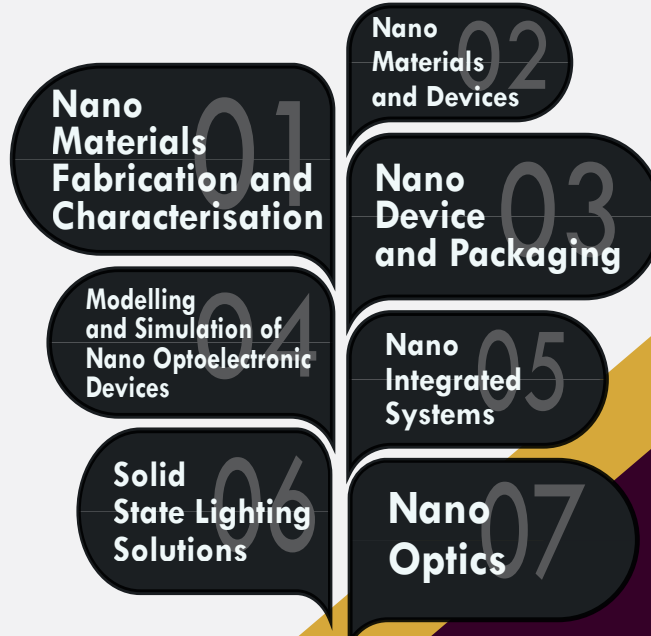 01
Nano
Materials
Fabrication and
Characterisation
02
Nano
Materials
and Devices
03
Nano
Device
and Packaging
04
Modelling
and Simulation of
Nano Optoelectronic
Devices
05
Nano
Integrated
Systems
06
Solid
State Lighting
Solutions
07
Nano
Optics